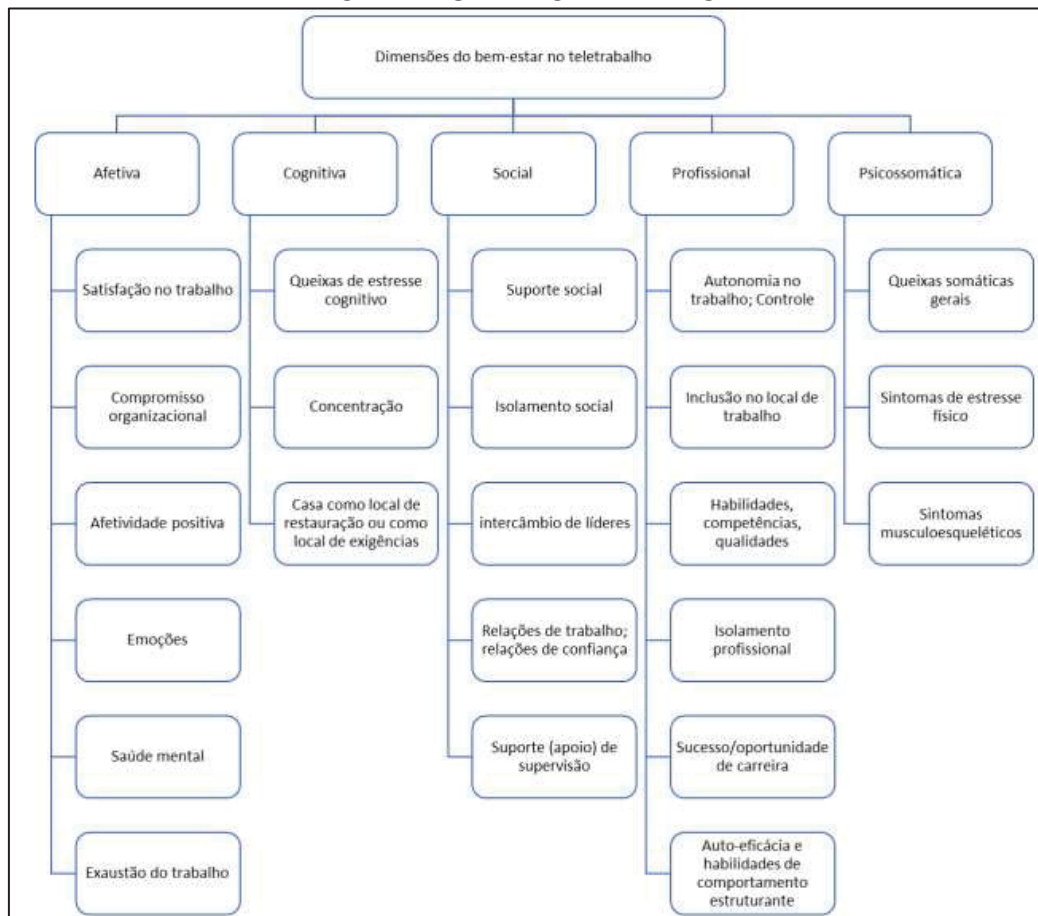 Dimensões do bem-estar no teletrabalho
Afetiva
Cognitiva
Social
Profissional
Psicossomática
Satisfação no trabalho
Queixas de estresse
cognitivo
Suporte social
Autonomia no
trabalho; Controle
Queixas somáticas
gerais
Compromisso
organizacional
Concentração
Isolamento social
Inclusão no local de
trabalho
Sintomas de estresse
físico
Afetividade positiva
Casa como local de
restauração ou como
local de exigências
intercâmbio de líderes
Habilidades,
competências,
qualidades
Sintomas
musculoesqueléticos
Emoções
Relações de trabalho;
relações de confiança
Isolamento
profissional
Saúde mental
Suporte (apoio) de
supervisão
Sucesso/oportunidade
de carreira
Exaustão do trabalho
Auto-eficácia e
habilidades de
comportamento
estruturante